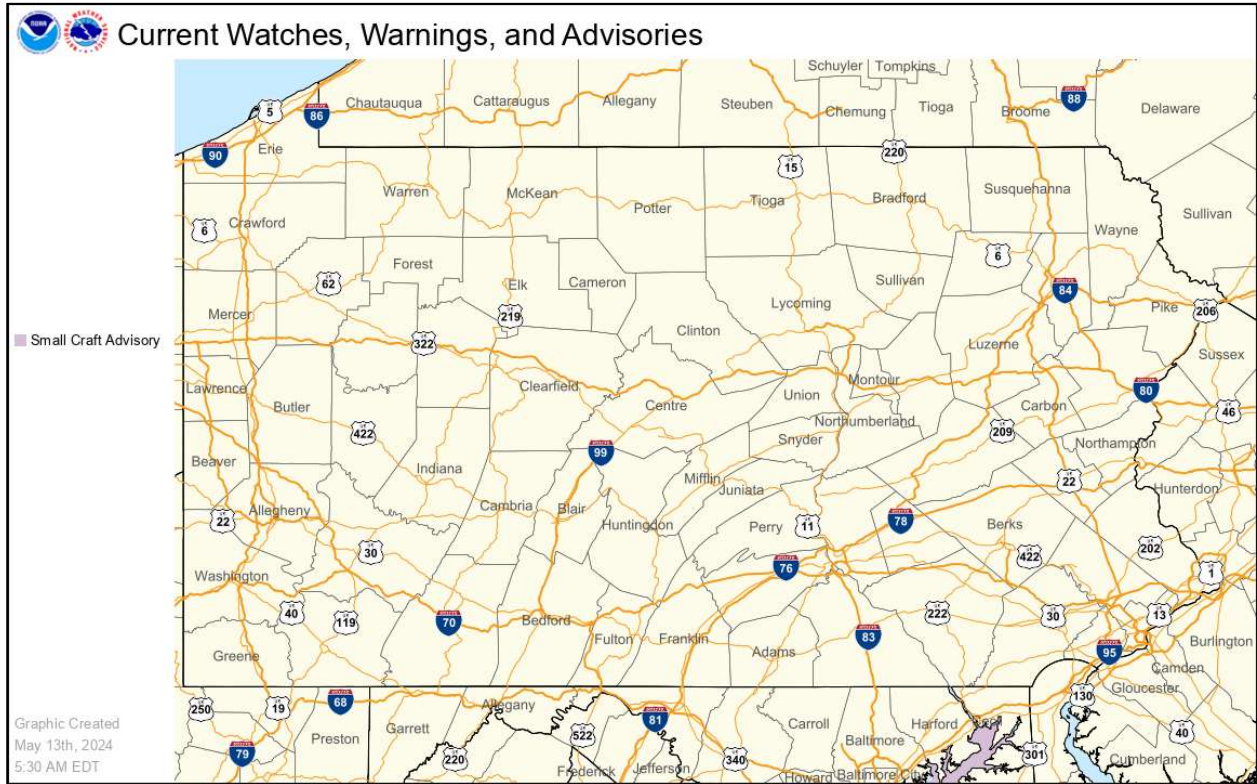 NOAA
Current Watches, Warnings, and Advisories
Schuyler
Tompkins
5
86
Chautauqua
Cattaraugus
Allegany
Steuben
Chemung
Tioga
Broome
88
Delaware
90
Erie
15
220
Warren
McKean
Potter
Tioga
Bradford
Susquehanna
Wayne
Sullivan
6
Crawford
6
Forest
62
Elk
Cameron
Sullivan
Lycoming
84
Pike
206
Mercer
219
Clinton
Small Craft Advisory
322
Luzerne
Sussex
Lawrence
Clearfield
Montour
80
Butler
Centre
Union
Carbon
46
422
Northumberland
209
Snyder
Northampton
99
Beaver
Indiana
Mifflin
22
Juniata
Hunterdon
Cambria
Blair
Allegheny
22
Huntingdon
Perry
11
78
Berks
30
422
202
76
1
Washington
40
119
70
Bedford
Fulton
Franklin
Adams
83
222
30
13
Burlington
Greene
95
Camden
Gloucester
130
250
19
68
Allegany
Garrett
81
Carroll
Harford
Graphic Created
May 13th, 2024
5:30 AM EDT
Preston
522
Baltimore
40
79
220
340
301
Cumberland
Frederick
Jefferson
Howard
Baltimore City